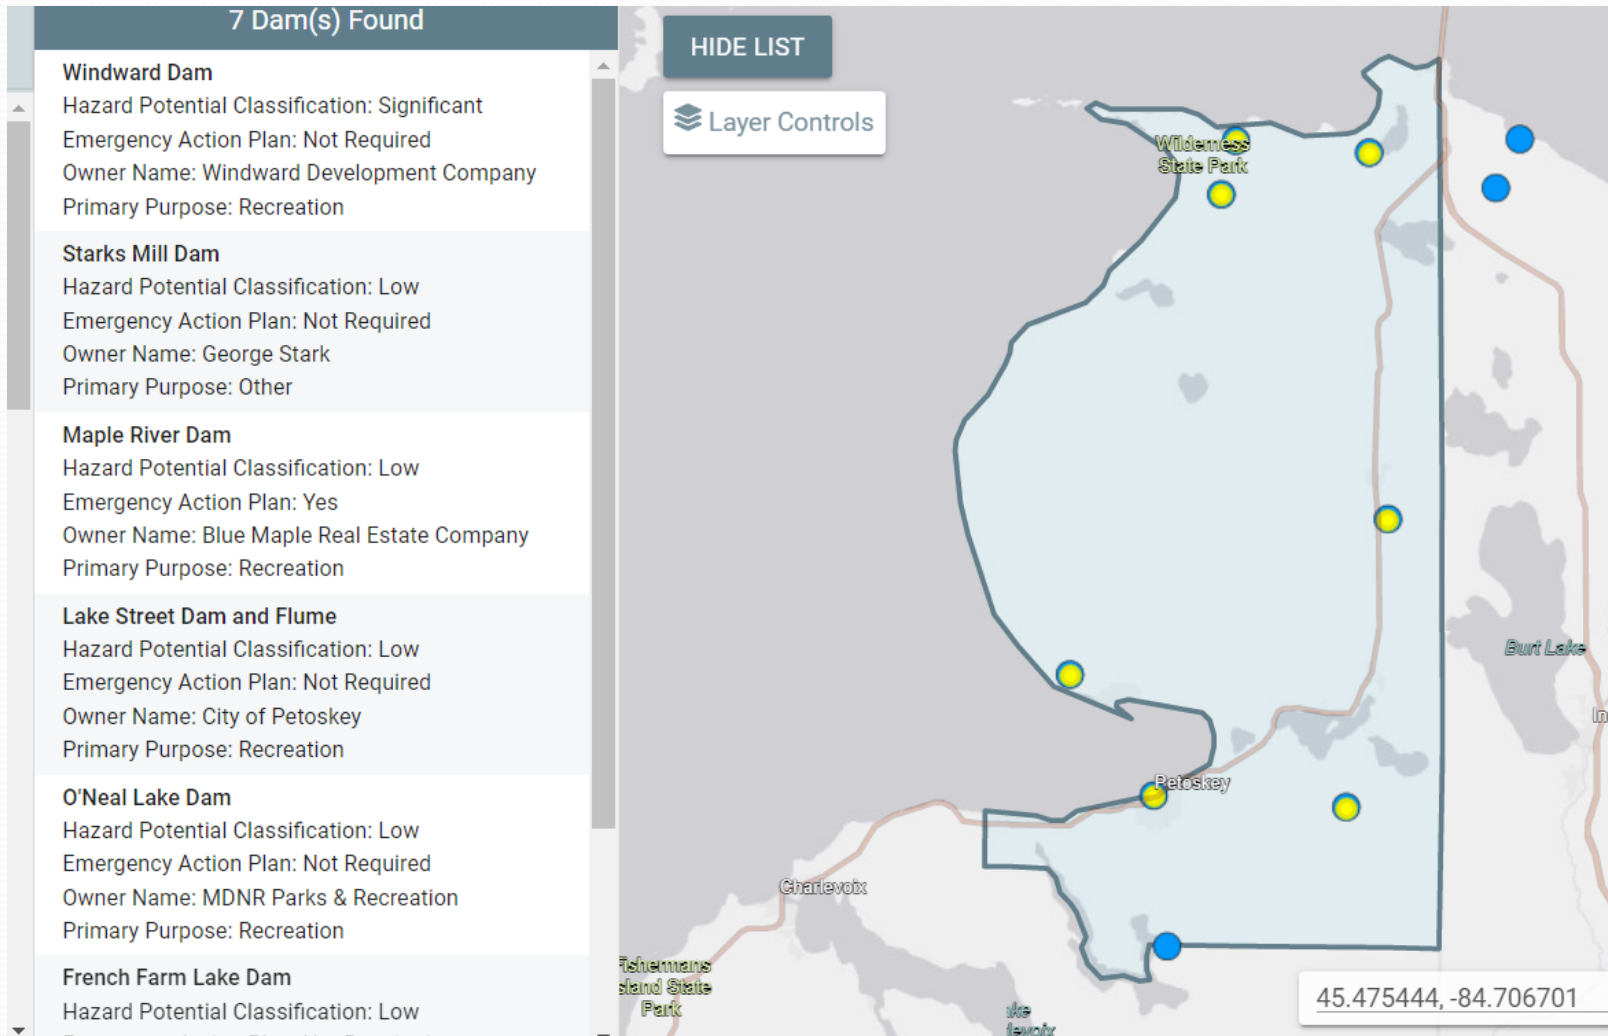 7 Dam(s) Found
Windward Dam
Hazard Potential Classification: Significant
Emergency Action Plan: Not Required
Owner Name: Windward Development Company
Primary Purpose: Recreation
Starks Mill Dam
Hazard Potential Classification: Low
Emergency Action Plan: Not Required
Owner Name: George Stark
Primary Purpose: Other
Maple River Dam
Hazard Potential Classification: Low
Emergency Action Plan: Yes
Owner Name: Blue Maple Real Estate Company
Primary Purpose: Recreation
Lake Street Dam and Flume
Hazard Potential Classification: Low
Emergency Action Plan: Not Required
Owner Name: City of Petoskey
Primary Purpose: Recreation
O'Neal Lake Dam
Hazard Potential Classification: Low
Emergency Action Plan: Not Required
Owner Name: MDNR Parks & Recreation
Primary Purpose: Recreation
French Farm Lake Dam
Hazard Potential Classification: Low
HIDE LIST
Layer Controls
Wilderness
State Park
Burt Lake
In
Petoskey
Charlevoix
Fishermans
sland State
Park
ke
levoix
45.475444, -84.706701